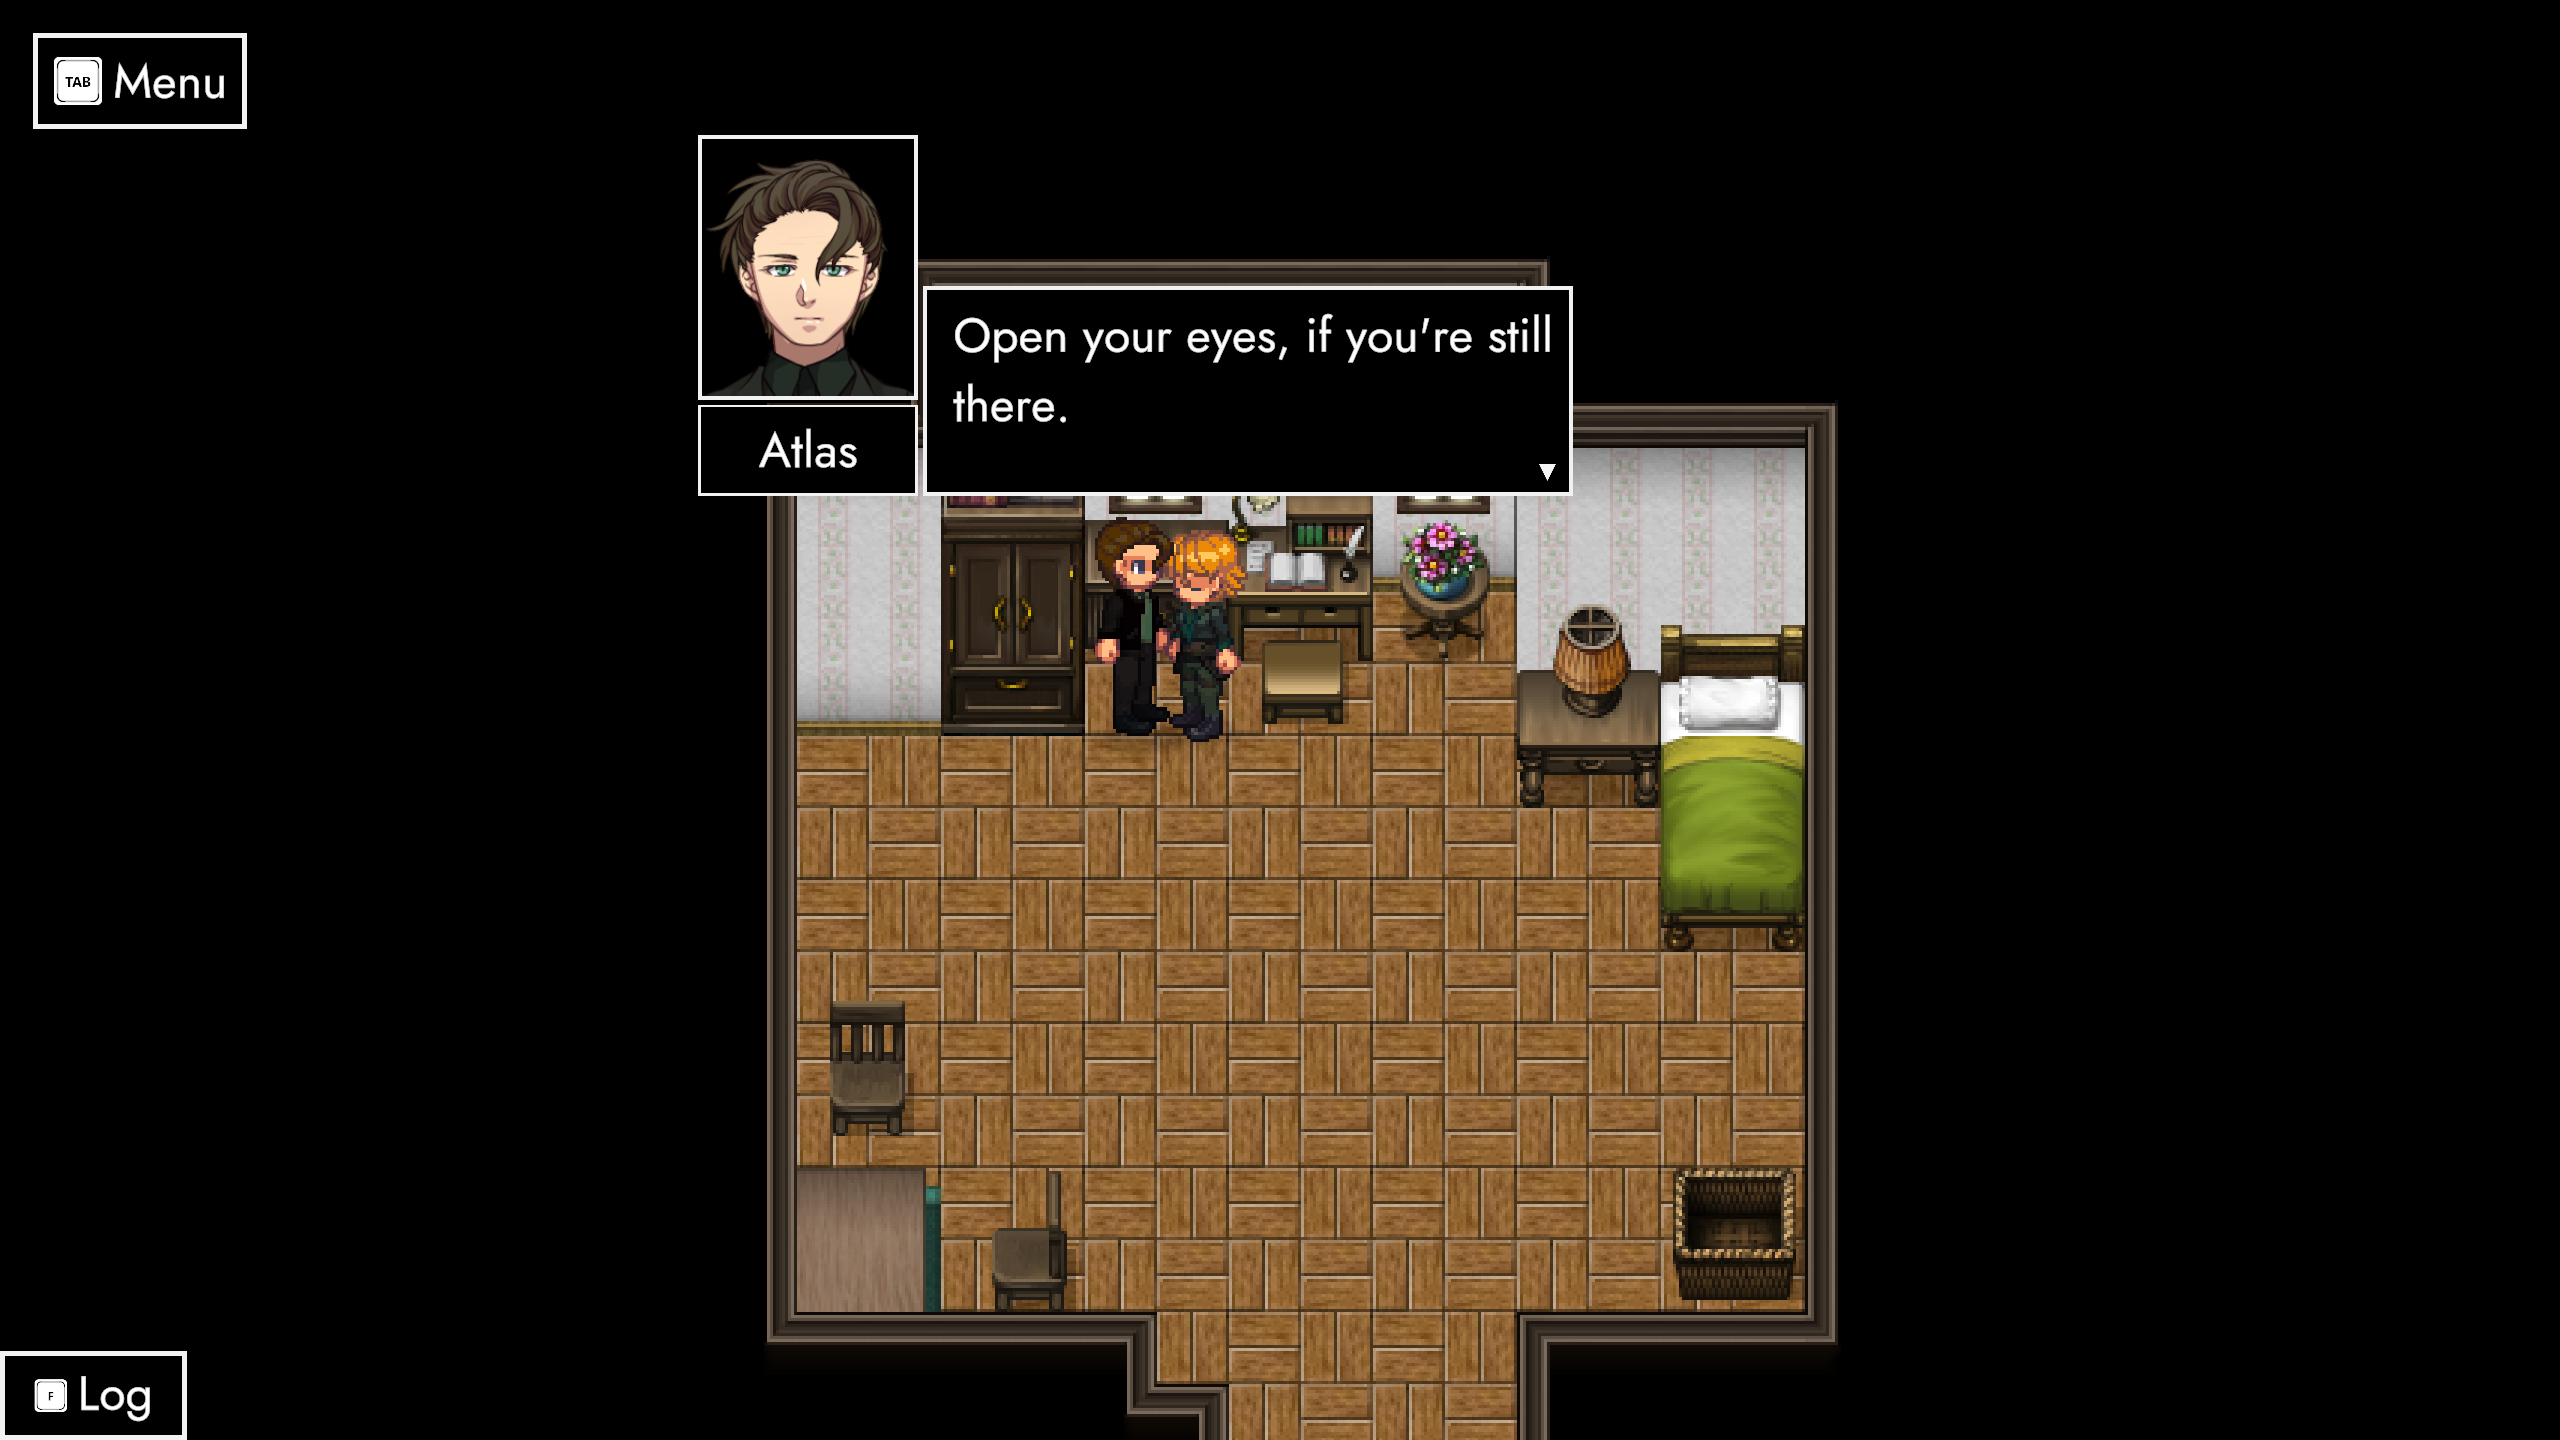 TAB Menu
Open your eyes, if you're still
there.
Atlas
F Log